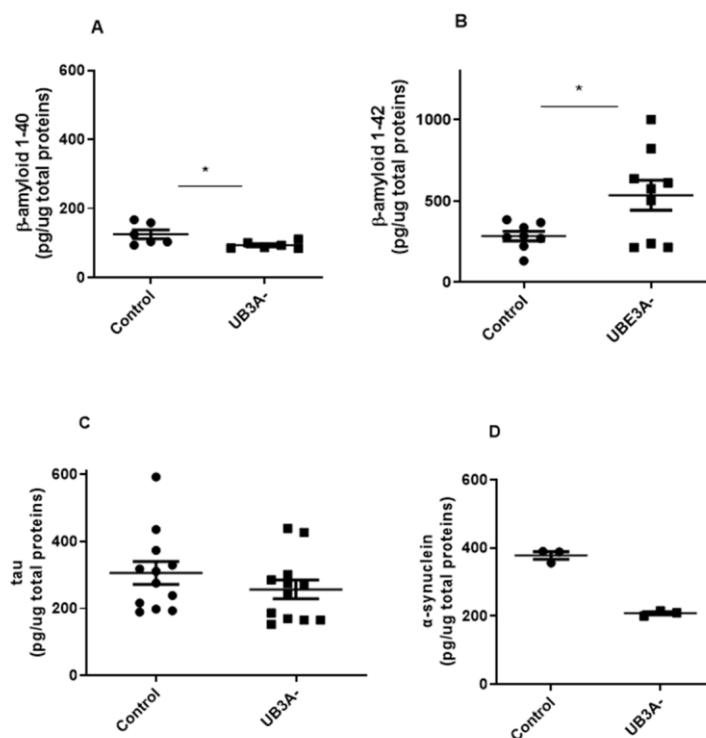 A
β-amyloid 1-40
(pg/ug total proteins)
600
400
200
0
*
Control
UB3A-
B
β-amyloid 1-42
(pg/ug total proteins)
1000
500
0
*
Control
UBE3A-
C
tau
(pg/ug total proteins)
600
400
200
0
Control
UB3A-
D
α-synuclein
(pg/ug total proteins)
600
400
200
0
Control
UB3A-